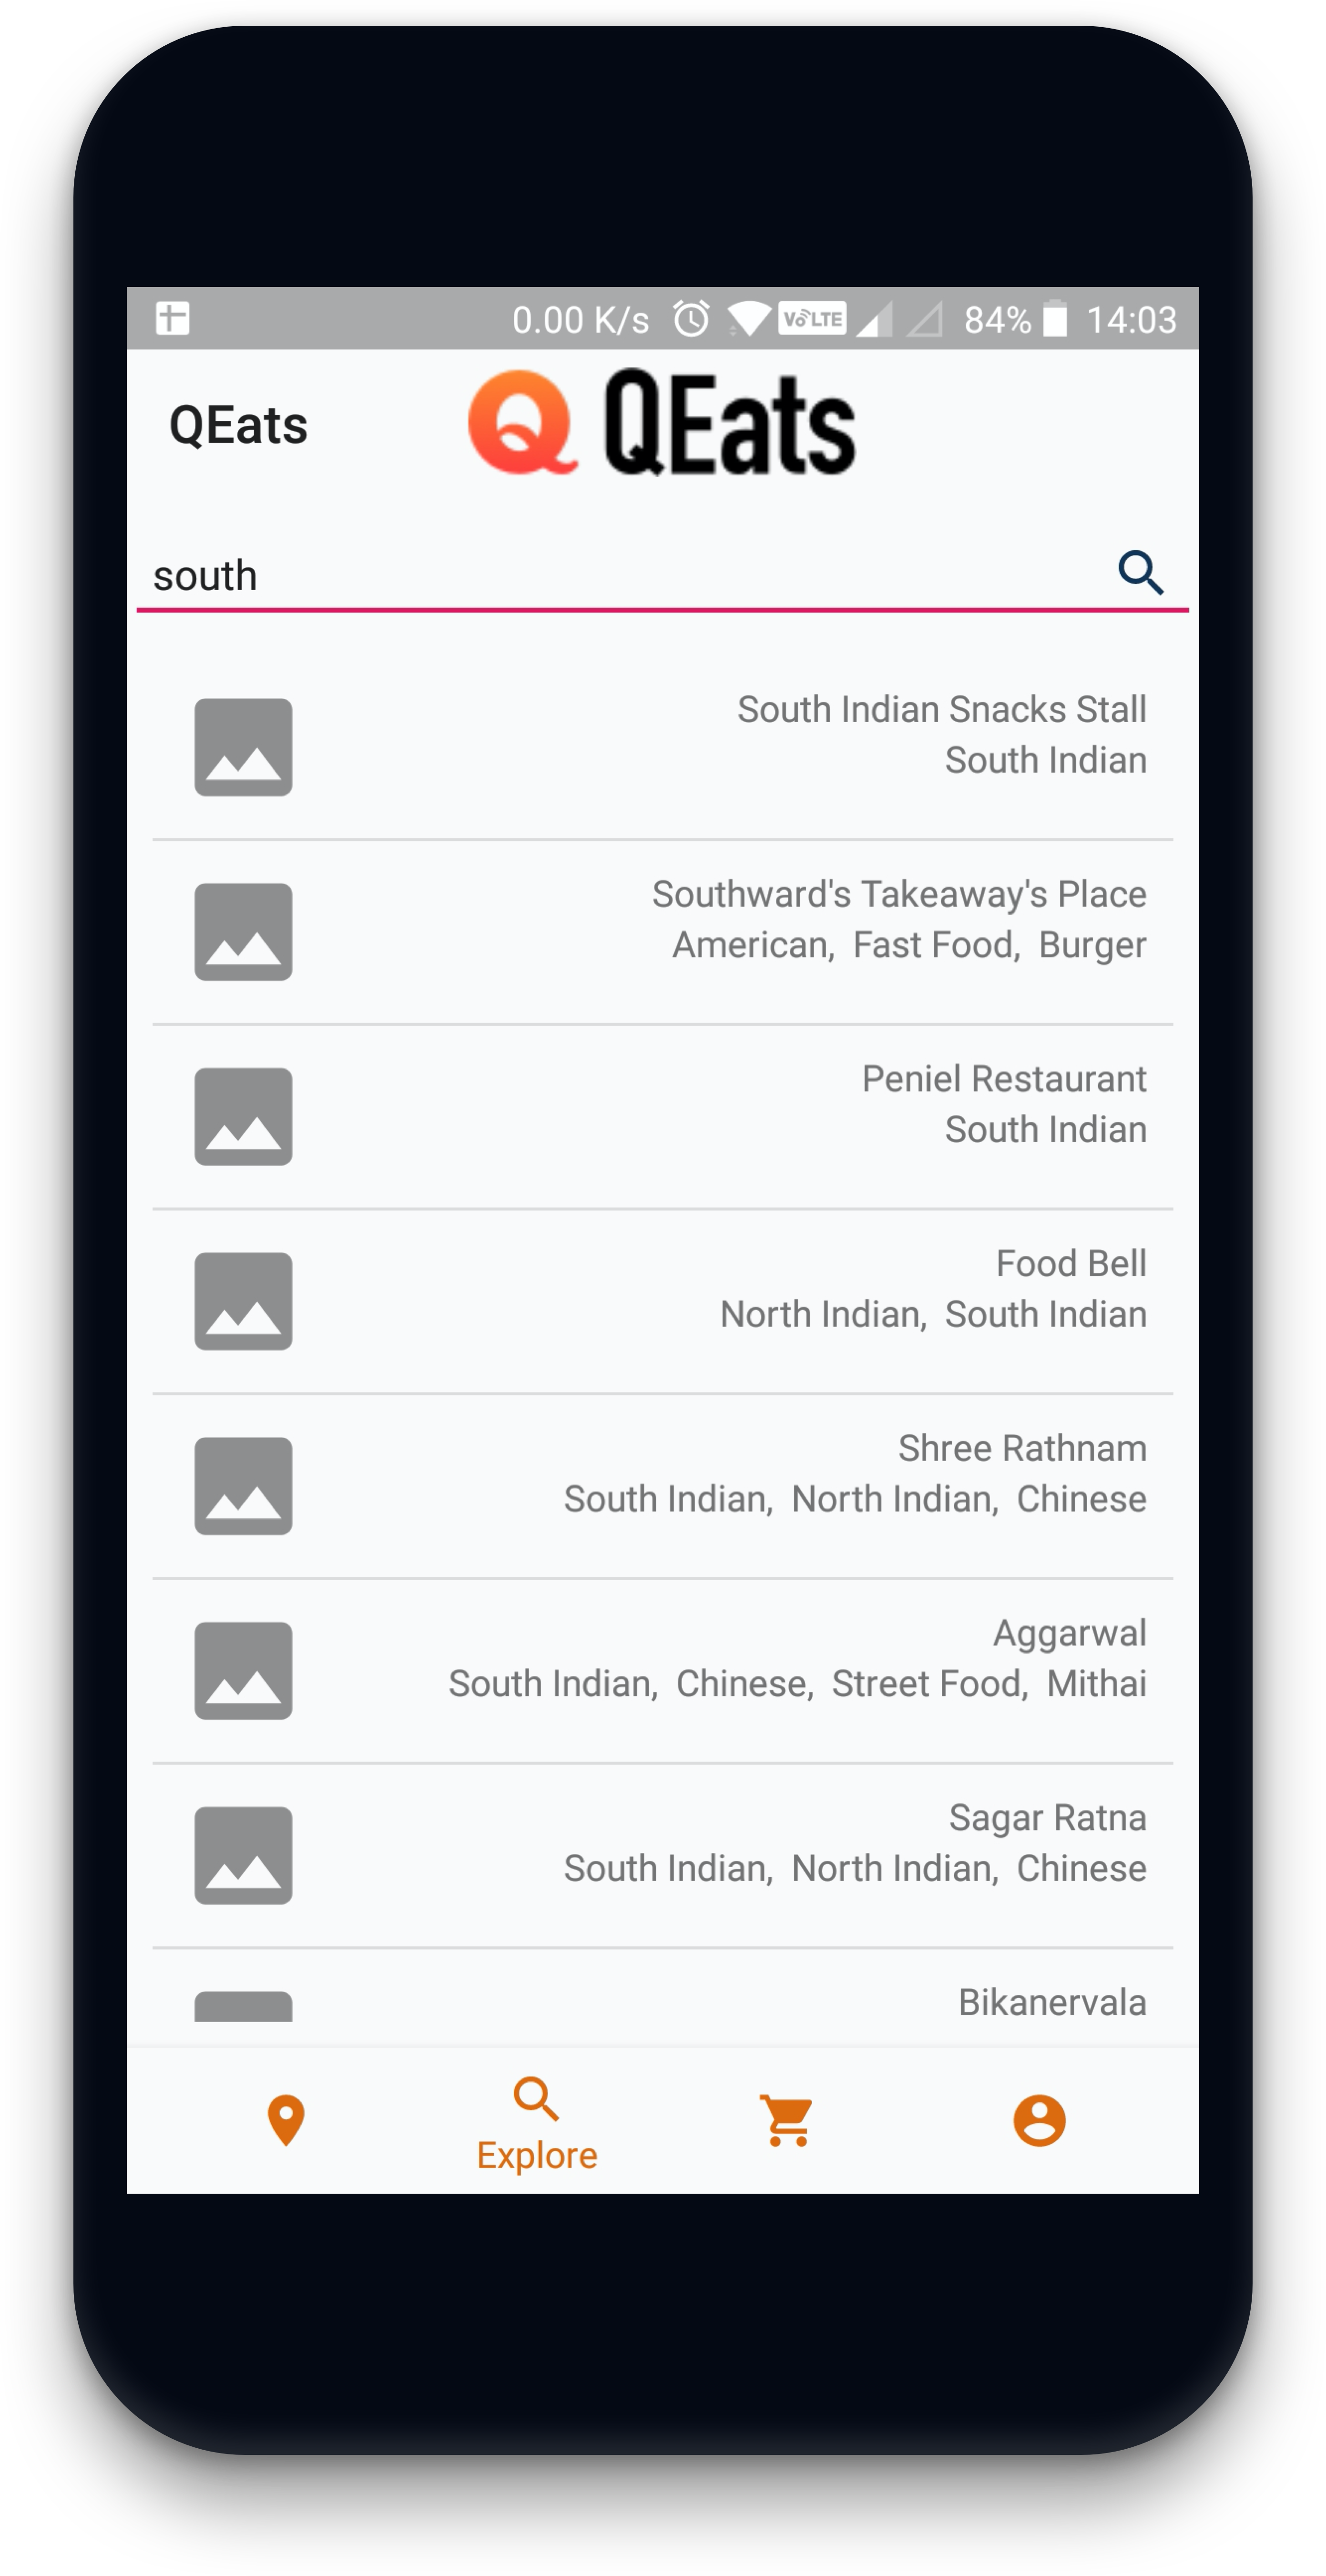 0.00 K/s VoLTE 84% 14:03
QEats QEats
south
South Indian Snacks Stall
South Indian
Southward's Takeaway's Place
American, Fast Food, Burger
Peniel Restaurant
South Indian
Food Bell
North Indian, South Indian
Shree Rathnam
South Indian, North Indian, Chinese
Aggarwal
South Indian, Chinese, Street Food, Mithai
Sagar Ratna
South Indian, North Indian, Chinese
Bikanervala
Explore